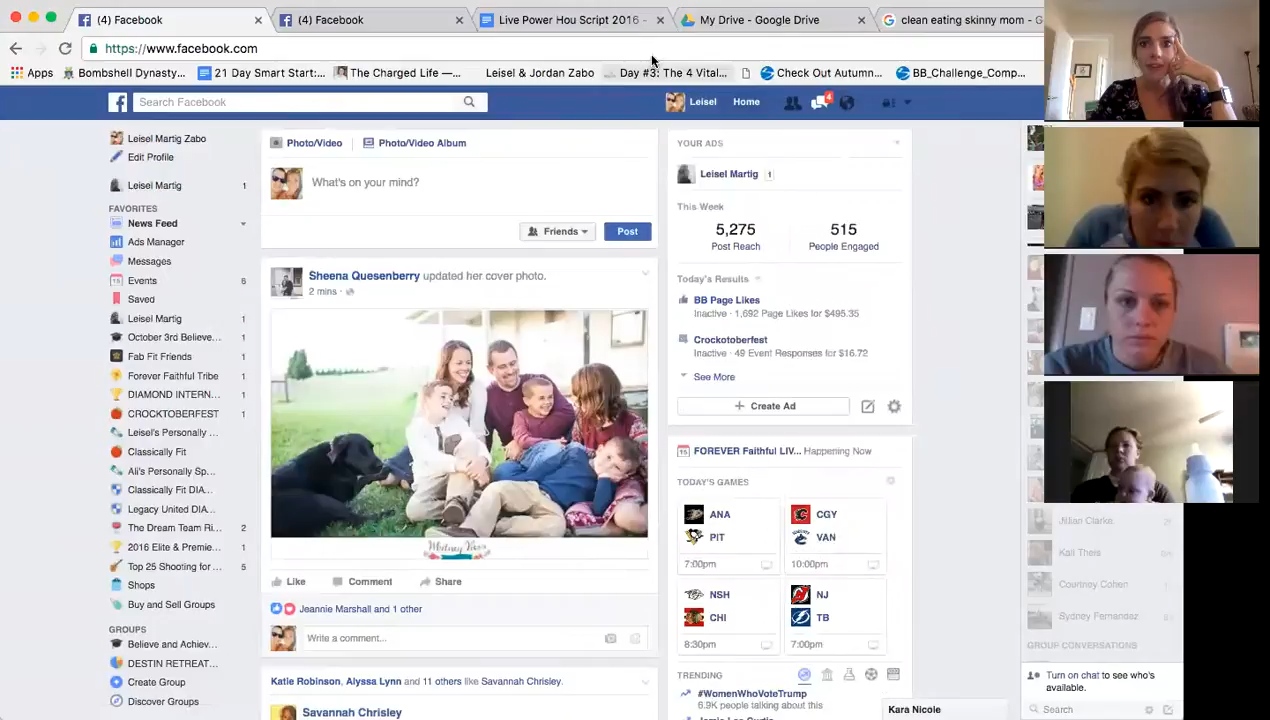 (4) Facebook
(4) Facebook
Live Power Hou Script 2016 -
My Drive - Google Drive
clean eating skinny mom - G
https://www.facebook.com
Apps
Bombshell Dynasty...
21 Day Smart Start:...
The Charged Life —...
Leisel & Jordan Zabo
Day #3: The 4 Vital...
Check Out Autumn...
BB_Challenge_Comp...
Search Facebook
Leisel
Home
4
Leisel Martig Zabo
Edit Profile
Leisel Martig 1
FAVORITES
News Feed
Ads Manager
Messages
Events 6
Saved
Leisel Martig 1
October 3rd Believe... 1
Fab Fit Friends 1
Forever Faithful Tribe 1
DIAMOND INTERN... 1
CROCKTOBERFEST 1
Leisel's Personally ...
Classically Fit
Ali's Personally Sp...
Classically Fit DIA...
Legacy United DIA...
The Dream Team Ri... 2
2016 Elite & Premie... 1
Top 25 Shooting for ... 5
Shops
Buy and Sell Groups
GROUPS
Believe and Achiev...
DESTIN RETREAT...
Create Group
Discover Groups
Photo/Video
Photo/Video Album
What's on your mind?
Friends
Post
Sheena Quesenberry updated her cover photo.
2 mins ·
Like
Comment
Share
Jeannie Marshall and 1 other
Write a comment...
Katie Robinson, Alyssa Lynn and 11 others like Savannah Chrisley.
Savannah Chrisley
YOUR ADS
Leisel Martig 1
This Week
5,275
Post Reach
515
People Engaged
Today's Results
BB Page Likes
Inactive · 1,692 Page Likes for $495.35
Crocktoberfest
Inactive · 49 Event Responses for $16.72
See More
+ Create Ad
FOREVER Faithful LIV... Happening Now
TODAY'S GAMES
ANA
PIT
7:00pm
CGY
VAN
10:00pm
NSH
CHI
8:30pm
NJ
TB
7:00pm
TRENDING
#WomenWhoVoteTrump
6.9K people talking about this
Jamie Lee Curtis
Kara Nicole
Jillian Clarke
Kali Theis
Courtney Cohen
Sydney Fernandez
GROUP CONVERSATIONS
Turn on chat to see who's
available.
Search